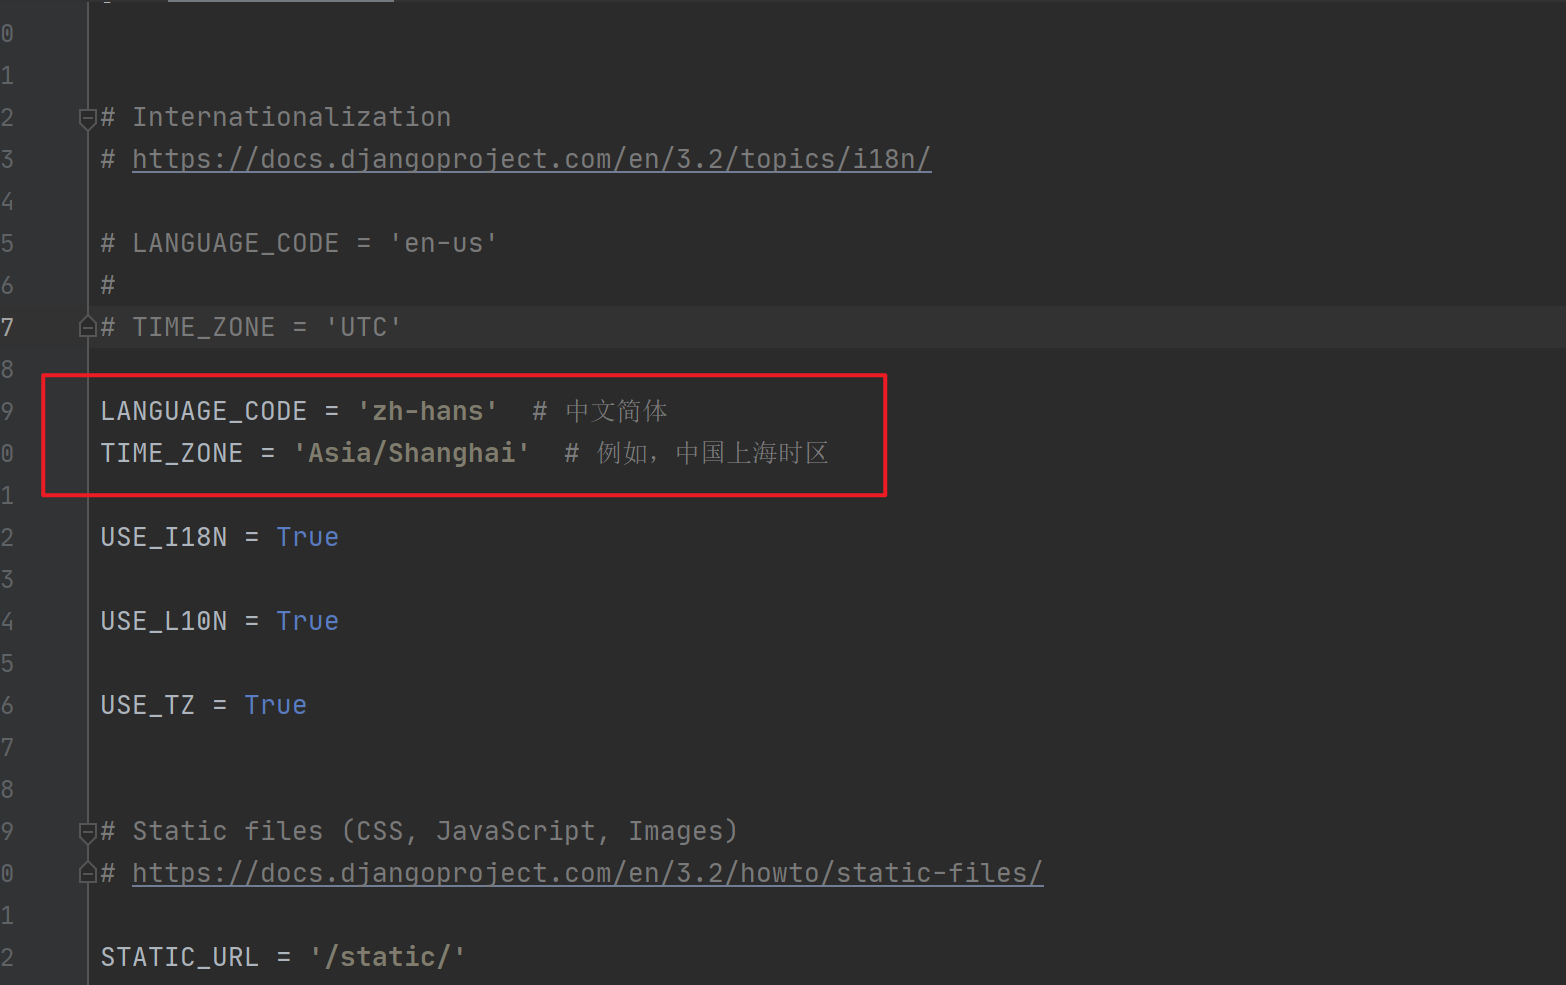 0
1
2 # Internationalization
3 # https://docs.djangoproject.com/en/3.2/topics/i18n/
4
5 # LANGUAGE_CODE = 'en-us'
6 #
7 # TIME_ZONE = 'UTC'
8
9 LANGUAGE_CODE = 'zh-hans'  # 中文简体
0 TIME_ZONE = 'Asia/Shanghai'  # 例如，中国上海时区
1
2 USE_I18N = True
3
4 USE_L10N = True
5
6 USE_TZ = True
7
8
9 # Static files (CSS, JavaScript, Images)
0 # https://docs.djangoproject.com/en/3.2/howto/static-files/
1
2 STATIC_URL = '/static/'